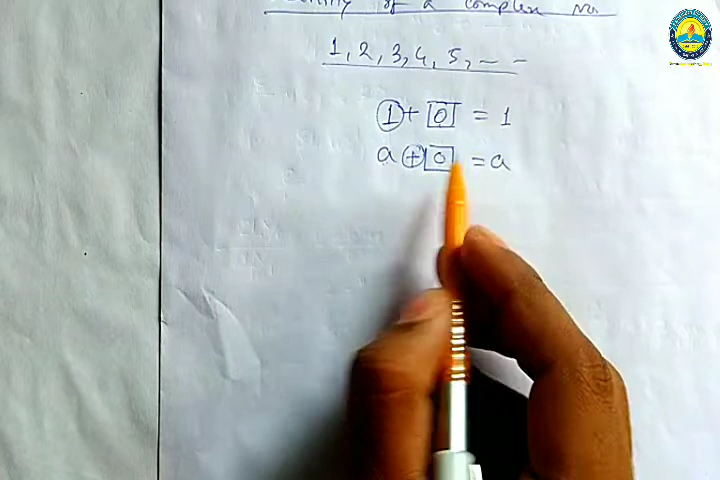 of a complex no.
1, 2, 3, 4, 5, - -
1 + 0 = 1
a + 0 = a